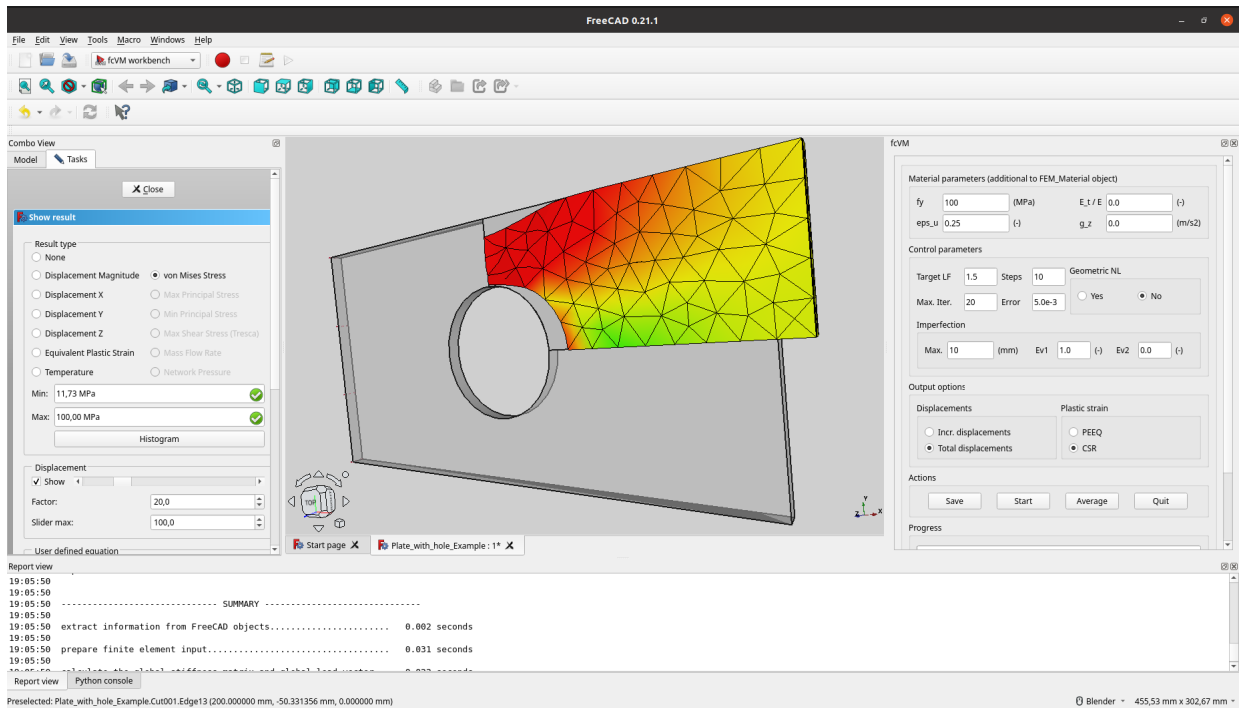 FreeCAD 0.21.1
File Edit View Tools Macro Windows Help
fcVM workbench
Combo View
Model Tasks
Close
Show result
Result type
None
Displacement Magnitude von Mises Stress
Displacement X Max Principal Stress
Displacement Y Min Principal Stress
Displacement Z Max Shear Stress (Tresca)
Equivalent Plastic Strain Mass Flow Rate
Temperature Network Pressure
Min: 11,73 MPa
Max: 100,00 MPa
Histogram
Displacement
Show
Factor: 20,0
Slider max: 100,0
User defined equation
TOP
Y
Z X
Start page Plate_with_hole_Example : 1*
fcVM
Material parameters (additional to FEM_Material object)
fy 100 (MPa) E_t / E 0.0 (-)
eps_u 0.25 (-) g_z 0.0 (m/s2)
Control parameters
Target LF 1.5 Steps 10 Geometric NL
Max. Iter. 20 Error 5.0e-3 Yes No
Imperfection
Max. 10 (mm) Ev1 1.0 (-) Ev2 0.0 (-)
Output options
Displacements Plastic strain
Incr. displacements PEEQ
Total displacements CSR
Actions
Save Start Average Quit
Progress
Report view
19:05:50
19:05:50
19:05:50 ------------------------------ SUMMARY ------------------------------
19:05:50
19:05:50 extract information from FreeCAD objects....................... 0.002 seconds
19:05:50
19:05:50 prepare finite element input................................... 0.031 seconds
19:05:50
Report view Python console
Preselected: Plate_with_hole_Example.Cut001.Edge13 (200.000000 mm, -50.331356 mm, 0.000000 mm)
Blender 455,53 mm x 302,67 mm